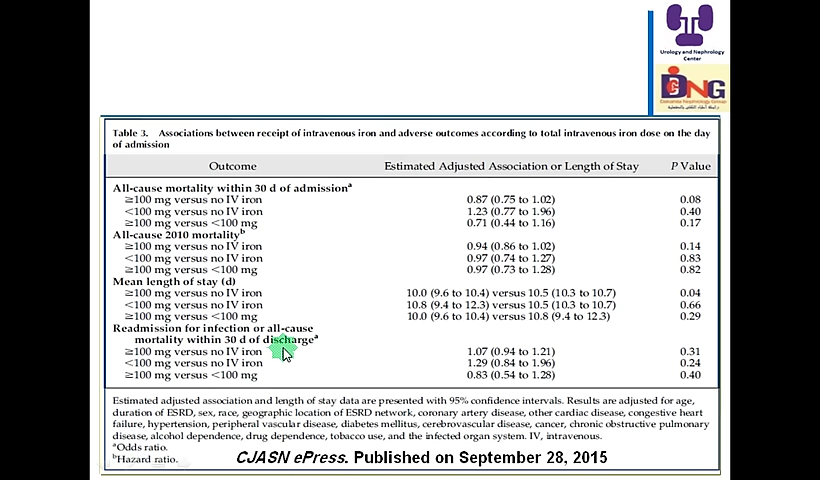 Urology and Nephrology
Center
DNG
Damanhour Nephrology Group
Table 3. Associations between receipt of intravenous iron and adverse outcomes according to total intravenous iron dose on the day
of admission
Outcome Estimated Adjusted Association or Length of Stay P Value
All-cause mortality within 30 d of admissionᵃ
≥100 mg versus no IV iron 0.87 (0.75 to 1.02) 0.08
<100 mg versus no IV iron 1.23 (0.77 to 1.96) 0.40
≥100 mg versus <100 mg 0.71 (0.44 to 1.16) 0.17
All-cause 2010 mortalityᵇ
≥100 mg versus no IV iron 0.94 (0.86 to 1.02) 0.14
<100 mg versus no IV iron 0.97 (0.74 to 1.27) 0.83
≥100 mg versus <100 mg 0.97 (0.73 to 1.28) 0.82
Mean length of stay (d)
≥100 mg versus no IV iron 10.0 (9.6 to 10.4) versus 10.5 (10.3 to 10.7) 0.04
<100 mg versus no IV iron 10.8 (9.4 to 12.3) versus 10.5 (10.3 to 10.7) 0.66
≥100 mg versus <100 mg 10.0 (9.6 to 10.4) versus 10.8 (9.4 to 12.3) 0.29
Readmission for infection or all-cause
mortality within 30 d of dischargeᵃ
≥100 mg versus no IV iron 1.07 (0.94 to 1.21) 0.31
<100 mg versus no IV iron 1.29 (0.84 to 1.96) 0.24
≥100 mg versus <100 mg 0.83 (0.54 to 1.28) 0.40
Estimated adjusted association and length of stay data are presented with 95% confidence intervals. Results are adjusted for age,
duration of ESRD, sex, race, geographic location of ESRD network, coronary artery disease, other cardiac disease, congestive heart
failure, hypertension, peripheral vascular disease, diabetes mellitus, cerebrovascular disease, cancer, chronic obstructive pulmonary
disease, alcohol dependence, drug dependence, tobacco use, and the infected organ system. IV, intravenous.
ᵃOdds ratio.
ᵇHazard ratio.
CJASN ePress. Published on September 28, 2015